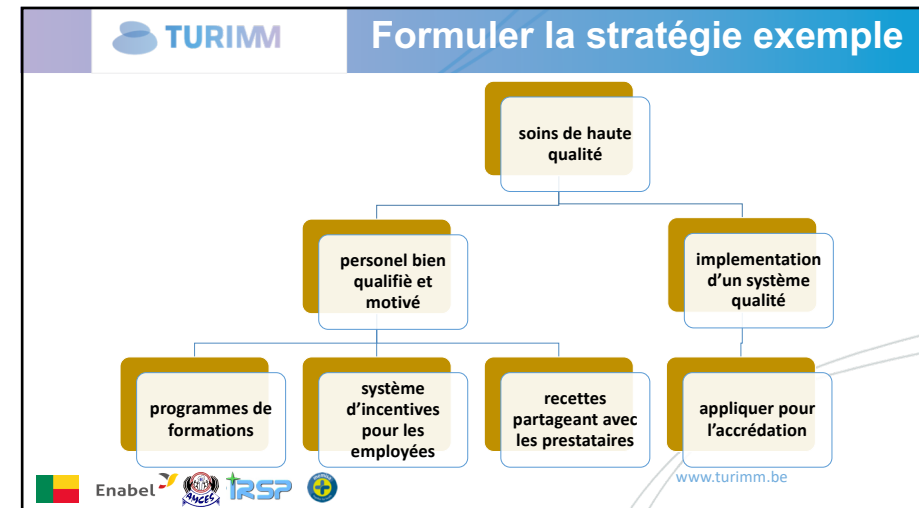 TURIMM
Formuler la stratégie exemple
soins de haute
qualité
personel bien
qualifiè et
motivé
implementation
d'un système
qualité
programmes de
formations
système
d'incentives
pour les
employées
recettes
partageant avec
les prestataires
appliquer pour
l'accrédation
www.turimm.be
Enabel
AMCES
IRSP